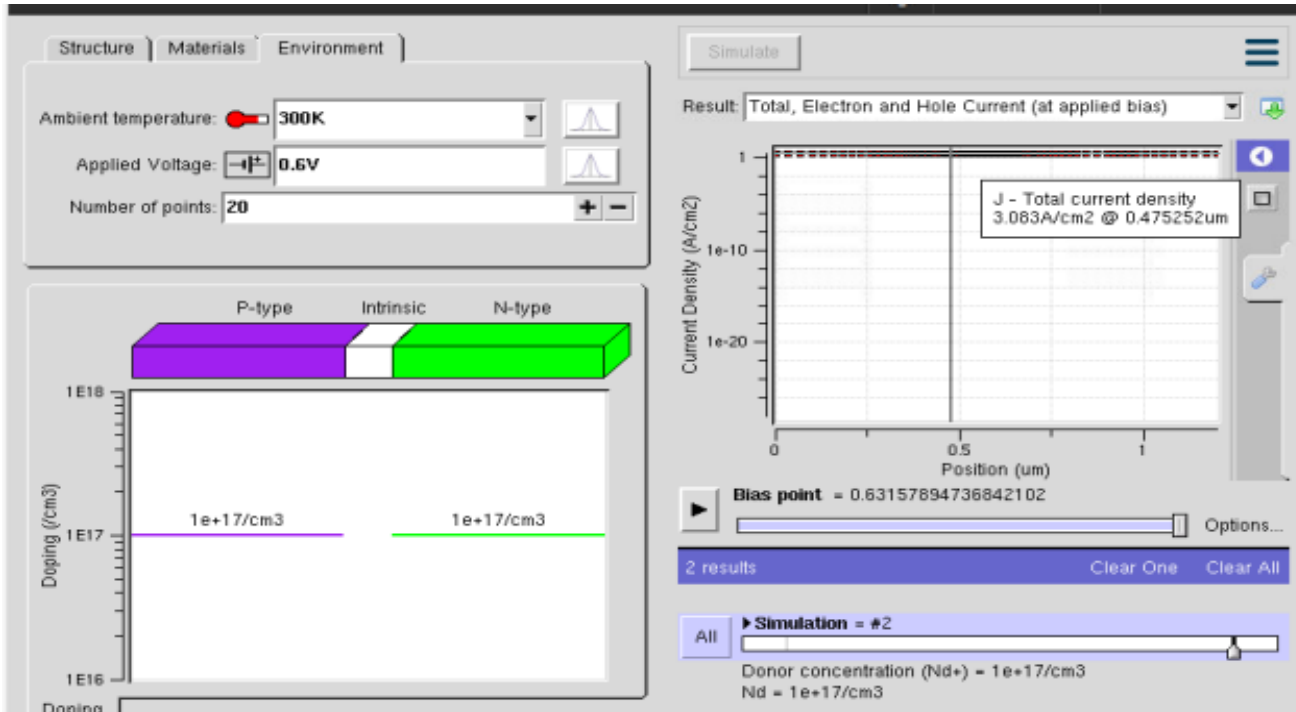 Structure Materials Environment
Ambient temperature: 300K
Applied Voltage: 0.6V
Number of points: 20 + −
P-type Intrinsic N-type
1E18
1E17
1E16
Doping (/cm3)
1e+17/cm3 1e+17/cm3
Doping
Simulate
Result: Total, Electron and Hole Current (at applied bias)
1
1e-10
1e-20
Current Density (A/cm2)
J - Total current density
3.083A/cm2 @ 0.475252um
0 0.5 1
Position (um)
Bias point = 0.63157894736842102
Options...
2 results Clear One Clear All
All
Simulation = #2
Donor concentration (Nd+) = 1e+17/cm3
Nd = 1e+17/cm3